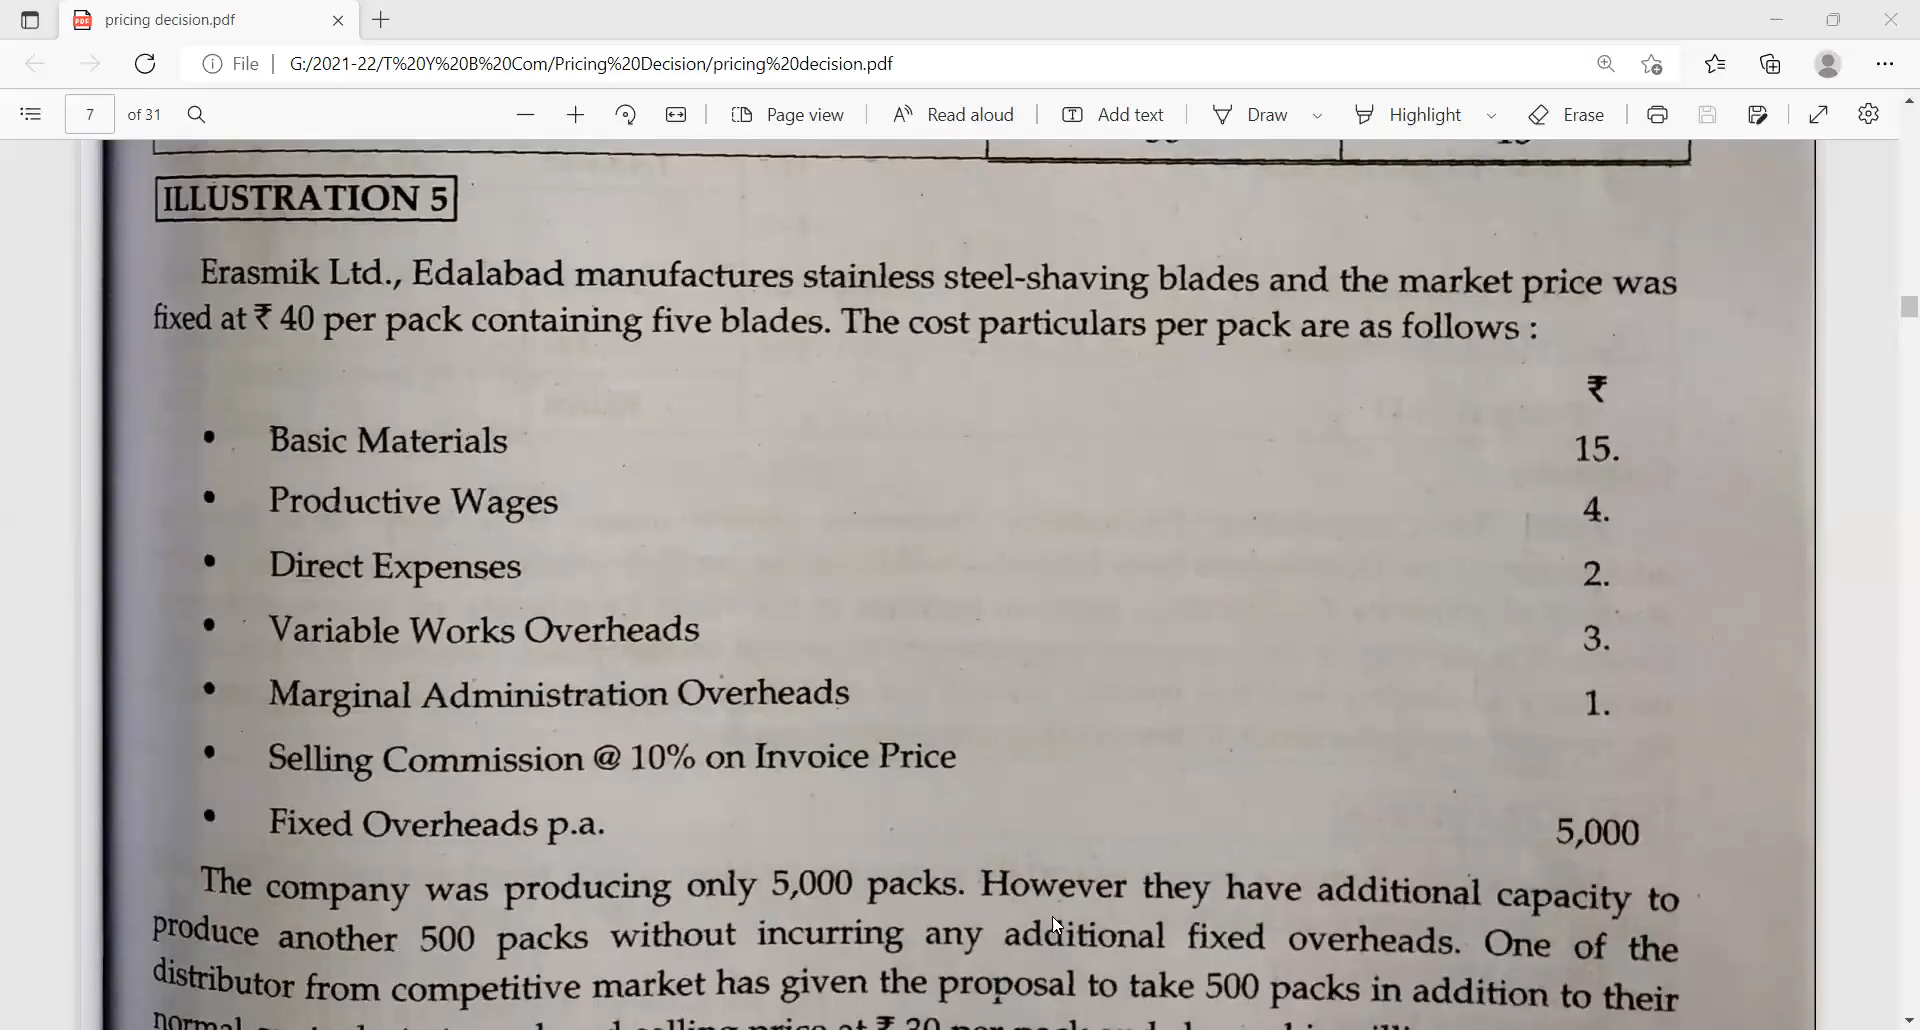 pricing decision.pdf
File
G:/2021-22/T%20Y%20B%20Com/Pricing%20Decision/pricing%20decision.pdf
7 of 31
Page view
Read aloud
Add text
Draw
Highlight
Erase
ILLUSTRATION 5
Erasmik Ltd., Edalabad manufactures stainless steel-shaving blades and the market price was
fixed at ₹ 40 per pack containing five blades. The cost particulars per pack are as follows :
₹
• Basic Materials 15.
• Productive Wages 4.
• Direct Expenses 2.
• Variable Works Overheads 3.
• Marginal Administration Overheads 1.
• Selling Commission @ 10% on Invoice Price
• Fixed Overheads p.a. 5,000
The company was producing only 5,000 packs. However they have additional capacity to
produce another 500 packs without incurring any additional fixed overheads. One of the
distributor from competitive market has given the proposal to take 500 packs in addition to their